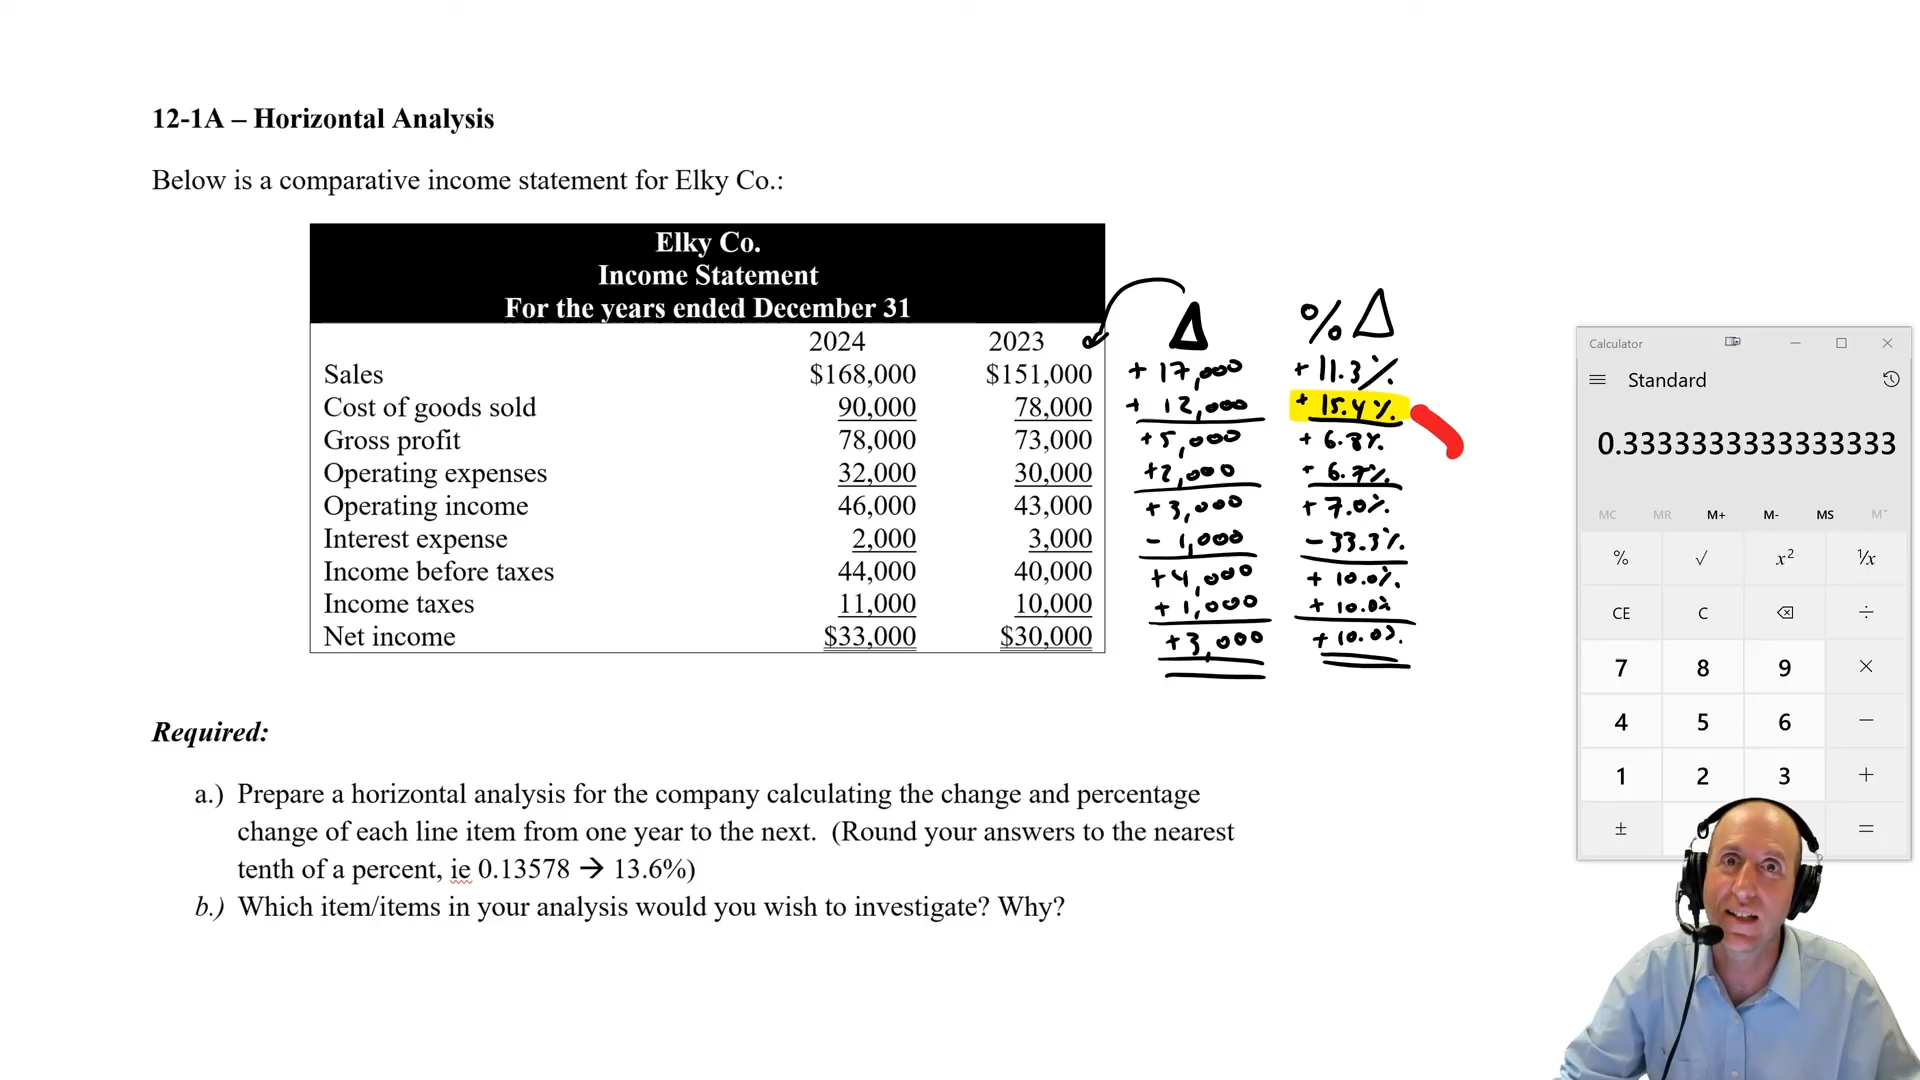 12-1A – Horizontal Analysis
Below is a comparative income statement for Elky Co.:
Elky Co.
Income Statement
For the years ended December 31
Δ %Δ
2024 2023
Sales $168,000 $151,000 + 17,000 + 11.3%
Cost of goods sold 90,000 78,000 + 12,000 + 15.4%
Gross profit 78,000 73,000 + 5,000 + 6.8%
Operating expenses 32,000 30,000 +2,000 + 6.7%
Operating income 46,000 43,000 + 3,000 + 7.0%
Interest expense 2,000 3,000 - 1,000 - 33.3%
Income before taxes 44,000 40,000 +4,000 + 10.0%
Income taxes 11,000 10,000 + 1,000 + 10.0%
Net income $33,000 $30,000 +3,000 + 10.0%
Required:
a.) Prepare a horizontal analysis for the company calculating the change and percentage
change of each line item from one year to the next. (Round your answers to the nearest
tenth of a percent, ie 0.13578 → 13.6%)
b.) Which item/items in your analysis would you wish to investigate? Why?
Calculator
Standard
0.3333333333333333
MC MR M+ M- MS M˅
% √ x² ¹/x
CE C ÷
7 8 9 ×
4 5 6 −
1 2 3 +
± =